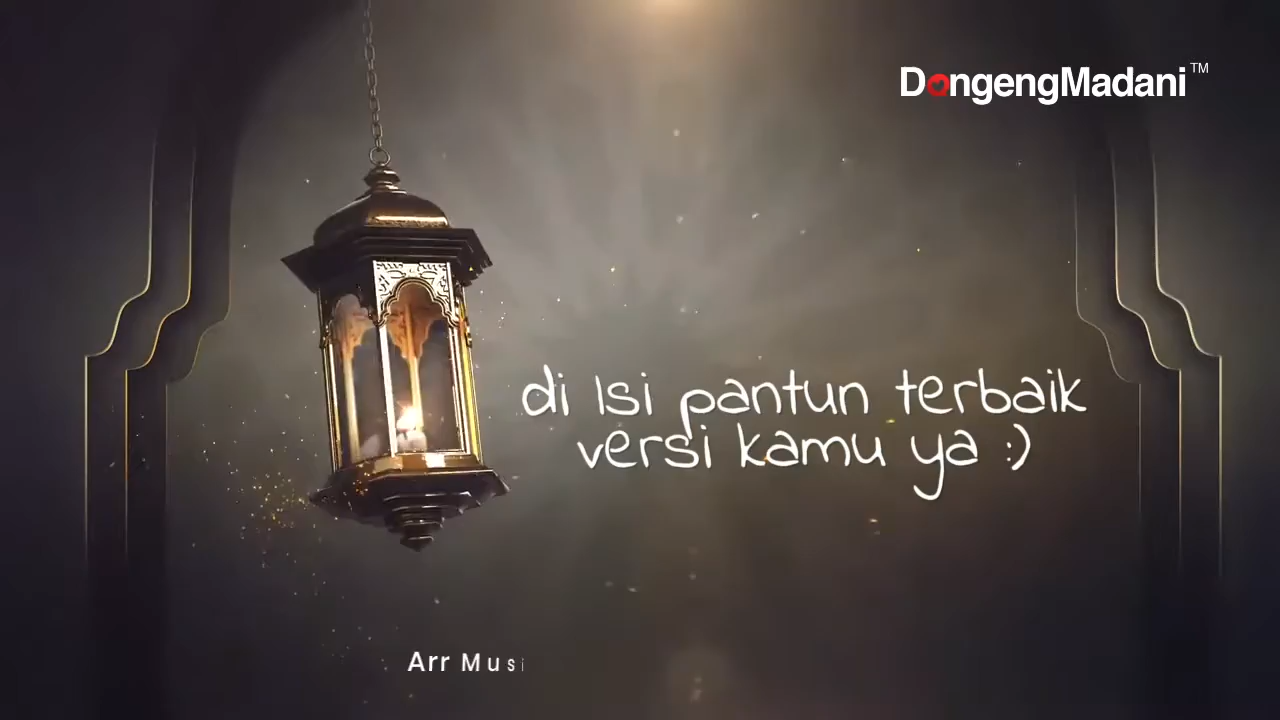 DongengMadani™
di Isi pantun terbaik
versi kamu ya :)
Arr Musi